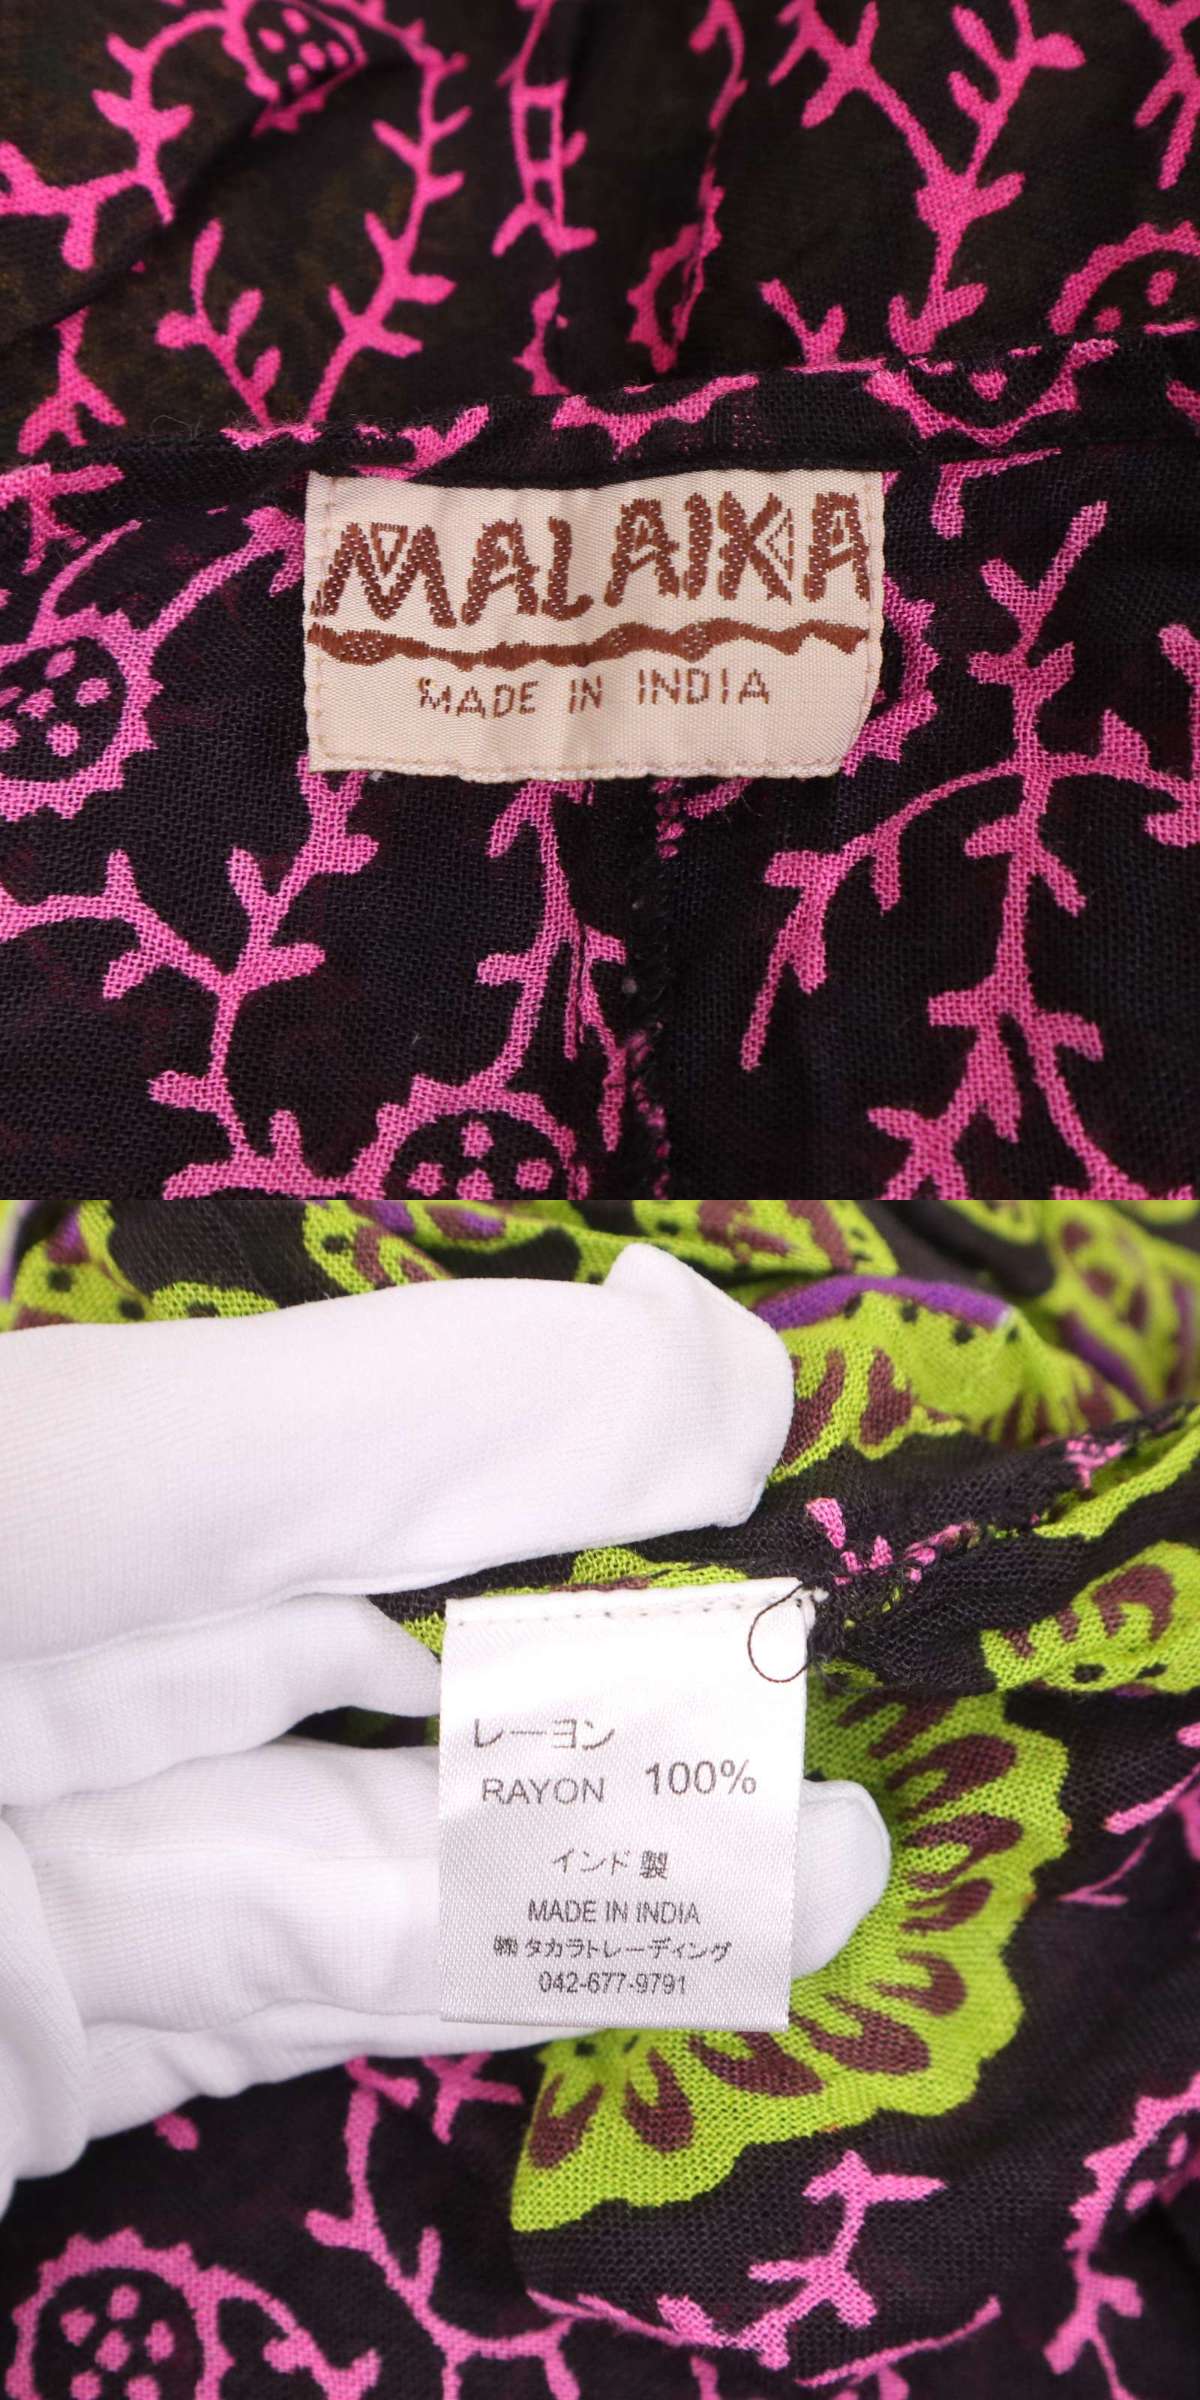 MALAIKA
MADE IN INDIA
レーヨン
RAYON 100%
インド製
MADE IN INDIA
㈱タカラトレーディング
042-677-9791